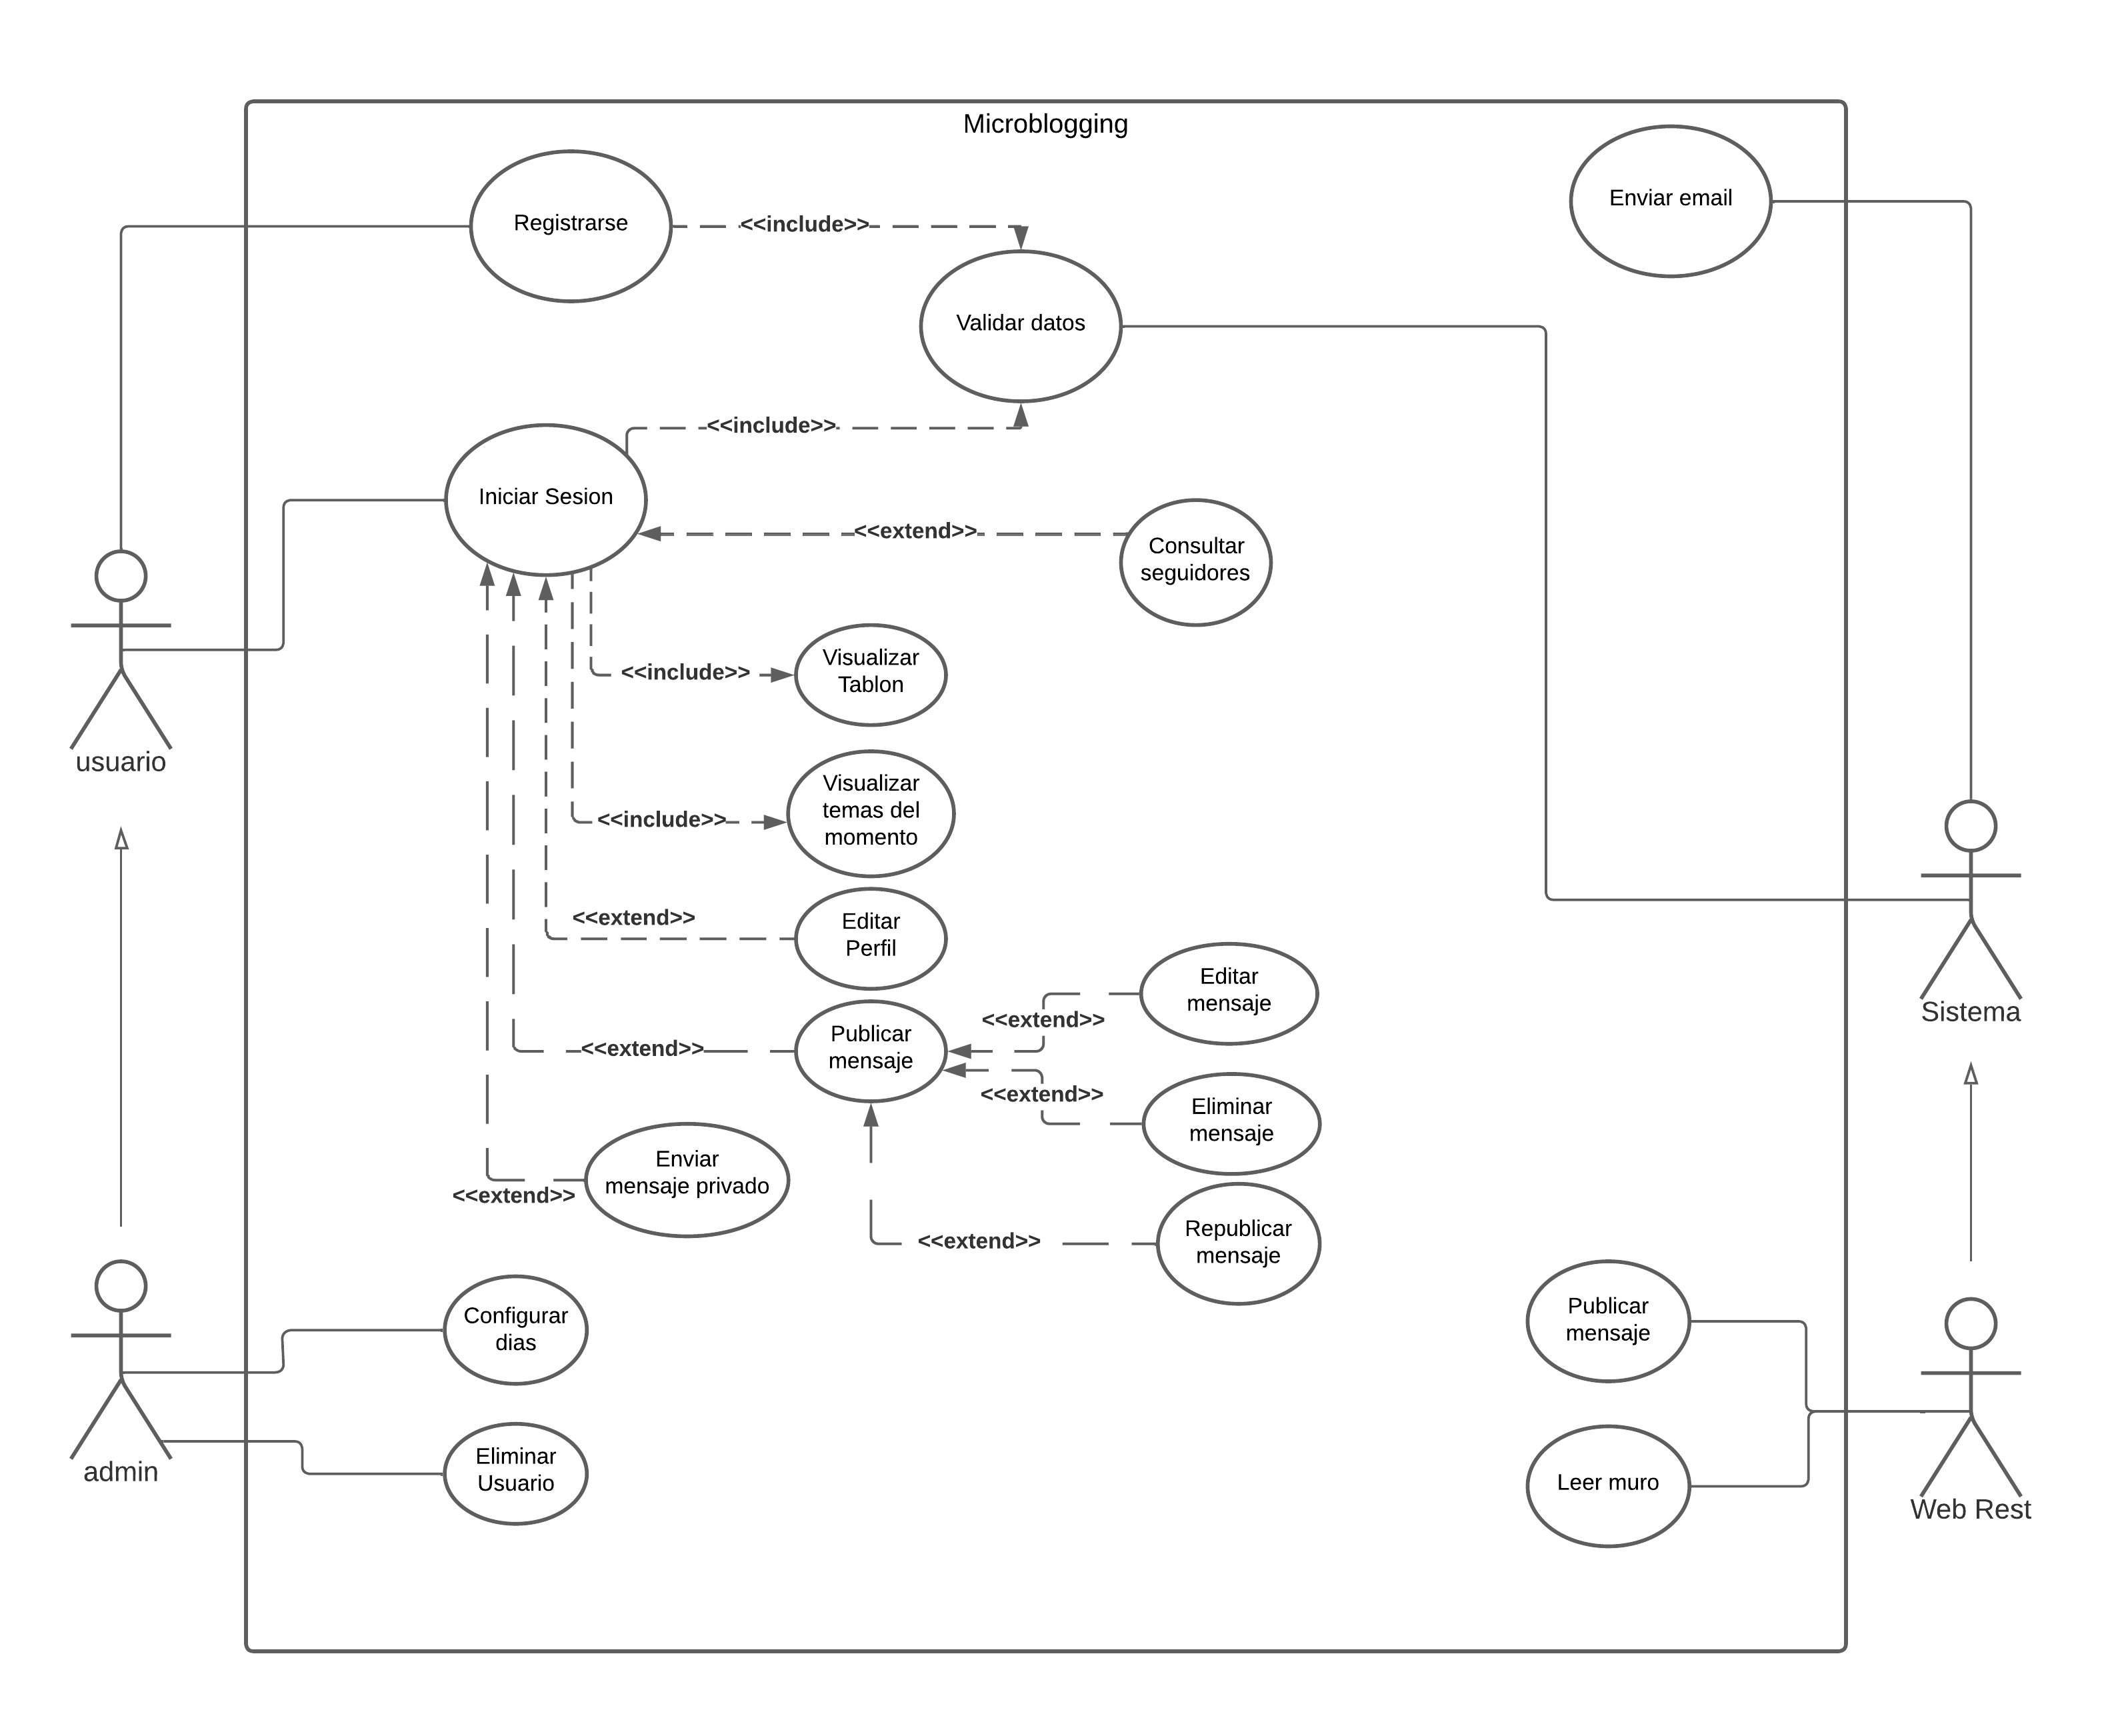 Microblogging
Registrarse
<<include>>
Enviar email
Validar datos
<<include>>
Iniciar Sesion
<<extend>>
Consultar
seguidores
usuario
<<include>>
Visualizar
Tablon
<<include>>
Visualizar
temas del
momento
<<extend>>
Editar
Perfil
<<extend>>
Publicar
mensaje
<<extend>>
Editar
mensaje
<<extend>>
Eliminar
mensaje
Sistema
<<extend>>
Enviar
mensaje privado
<<extend>>
Republicar
mensaje
Configurar
dias
admin
Eliminar
Usuario
Publicar
mensaje
Leer muro
Web Rest